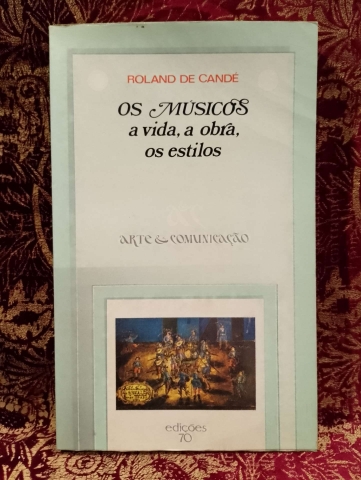 ROLAND DE CANDÉ
OS MÚSICOS
a vida, a obra,
os estilos
ARTE & COMUNICAÇÃO
edições
70